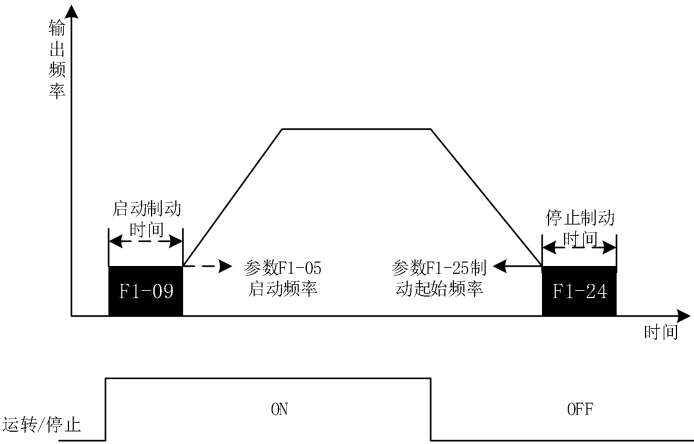 输
出
频
率
启动制动
时间
停止制动
时间
参数F1-05
启动频率
参数F1-25制
动起始频率
F1-09
F1-24
时间
运转/停止
ON
OFF